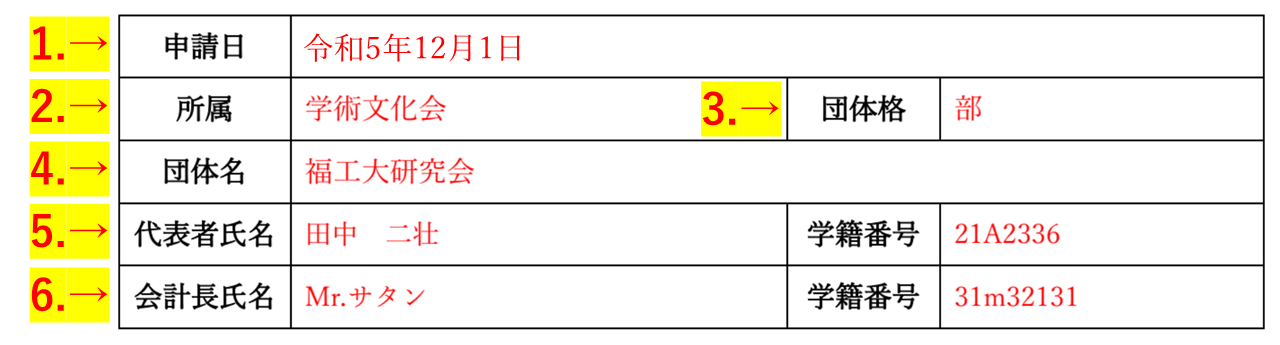 1.→ 申請日 令和5年12月1日
2.→ 所属 学術文化会 3.→ 団体格 部
4.→ 団体名 福工大研究会
5.→ 代表者氏名 田中　二壮 学籍番号 21A2336
6.→ 会計長氏名 Mr.サタン 学籍番号 31m32131